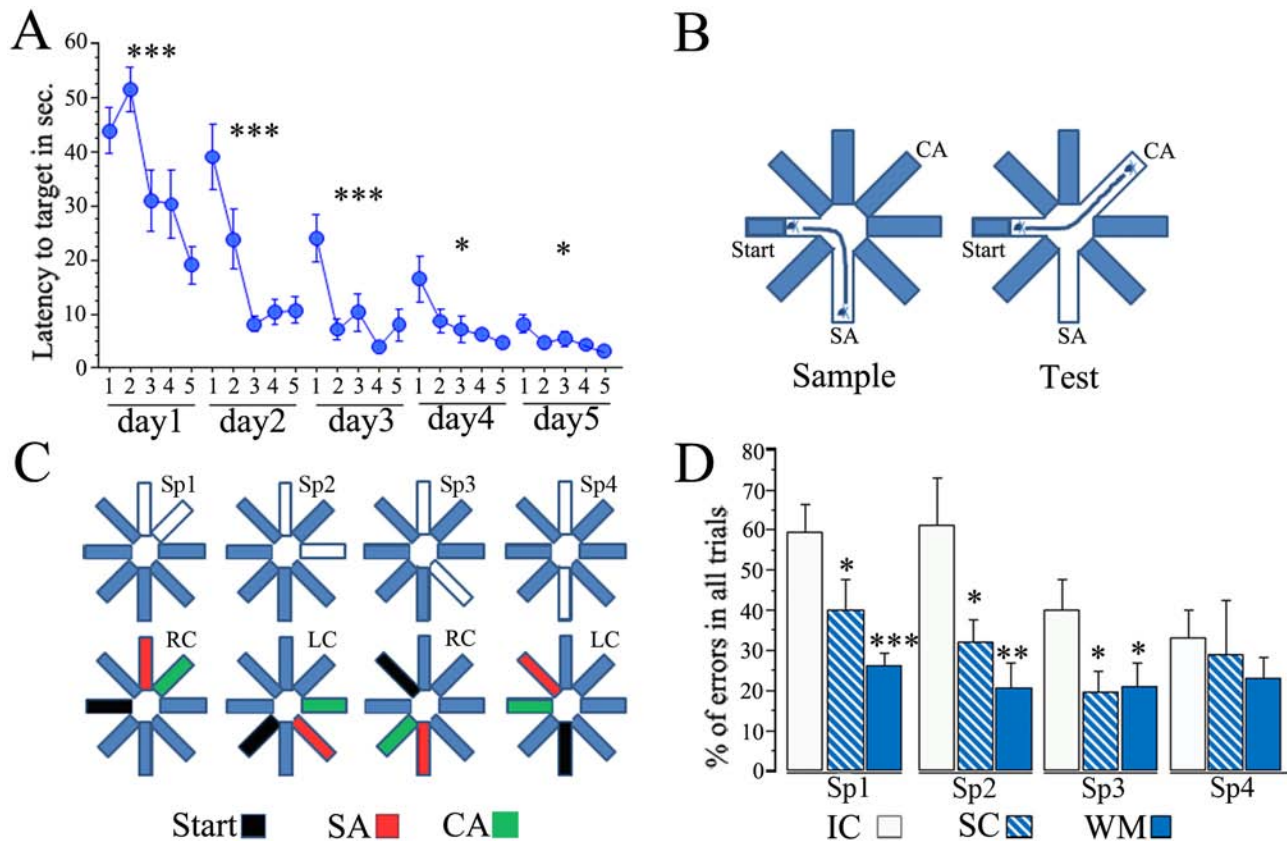 A
Latency to target in sec.
60
50
40
30
20
10
0
***
***
***
*
*
1 2 3 4 5 1 2 3 4 5 1 2 3 4 5 1 2 3 4 5 1 2 3 4 5
day1 day2 day3 day4 day5
B
CA CA
Start Start
SA SA
Sample Test
C
Sp1 Sp2 Sp3 Sp4
RC LC RC LC
Start SA CA
D
% of errors in all trials
80
70
60
50
40
30
20
10
0
* *** * ** * *
Sp1 Sp2 Sp3 Sp4
IC SC WM